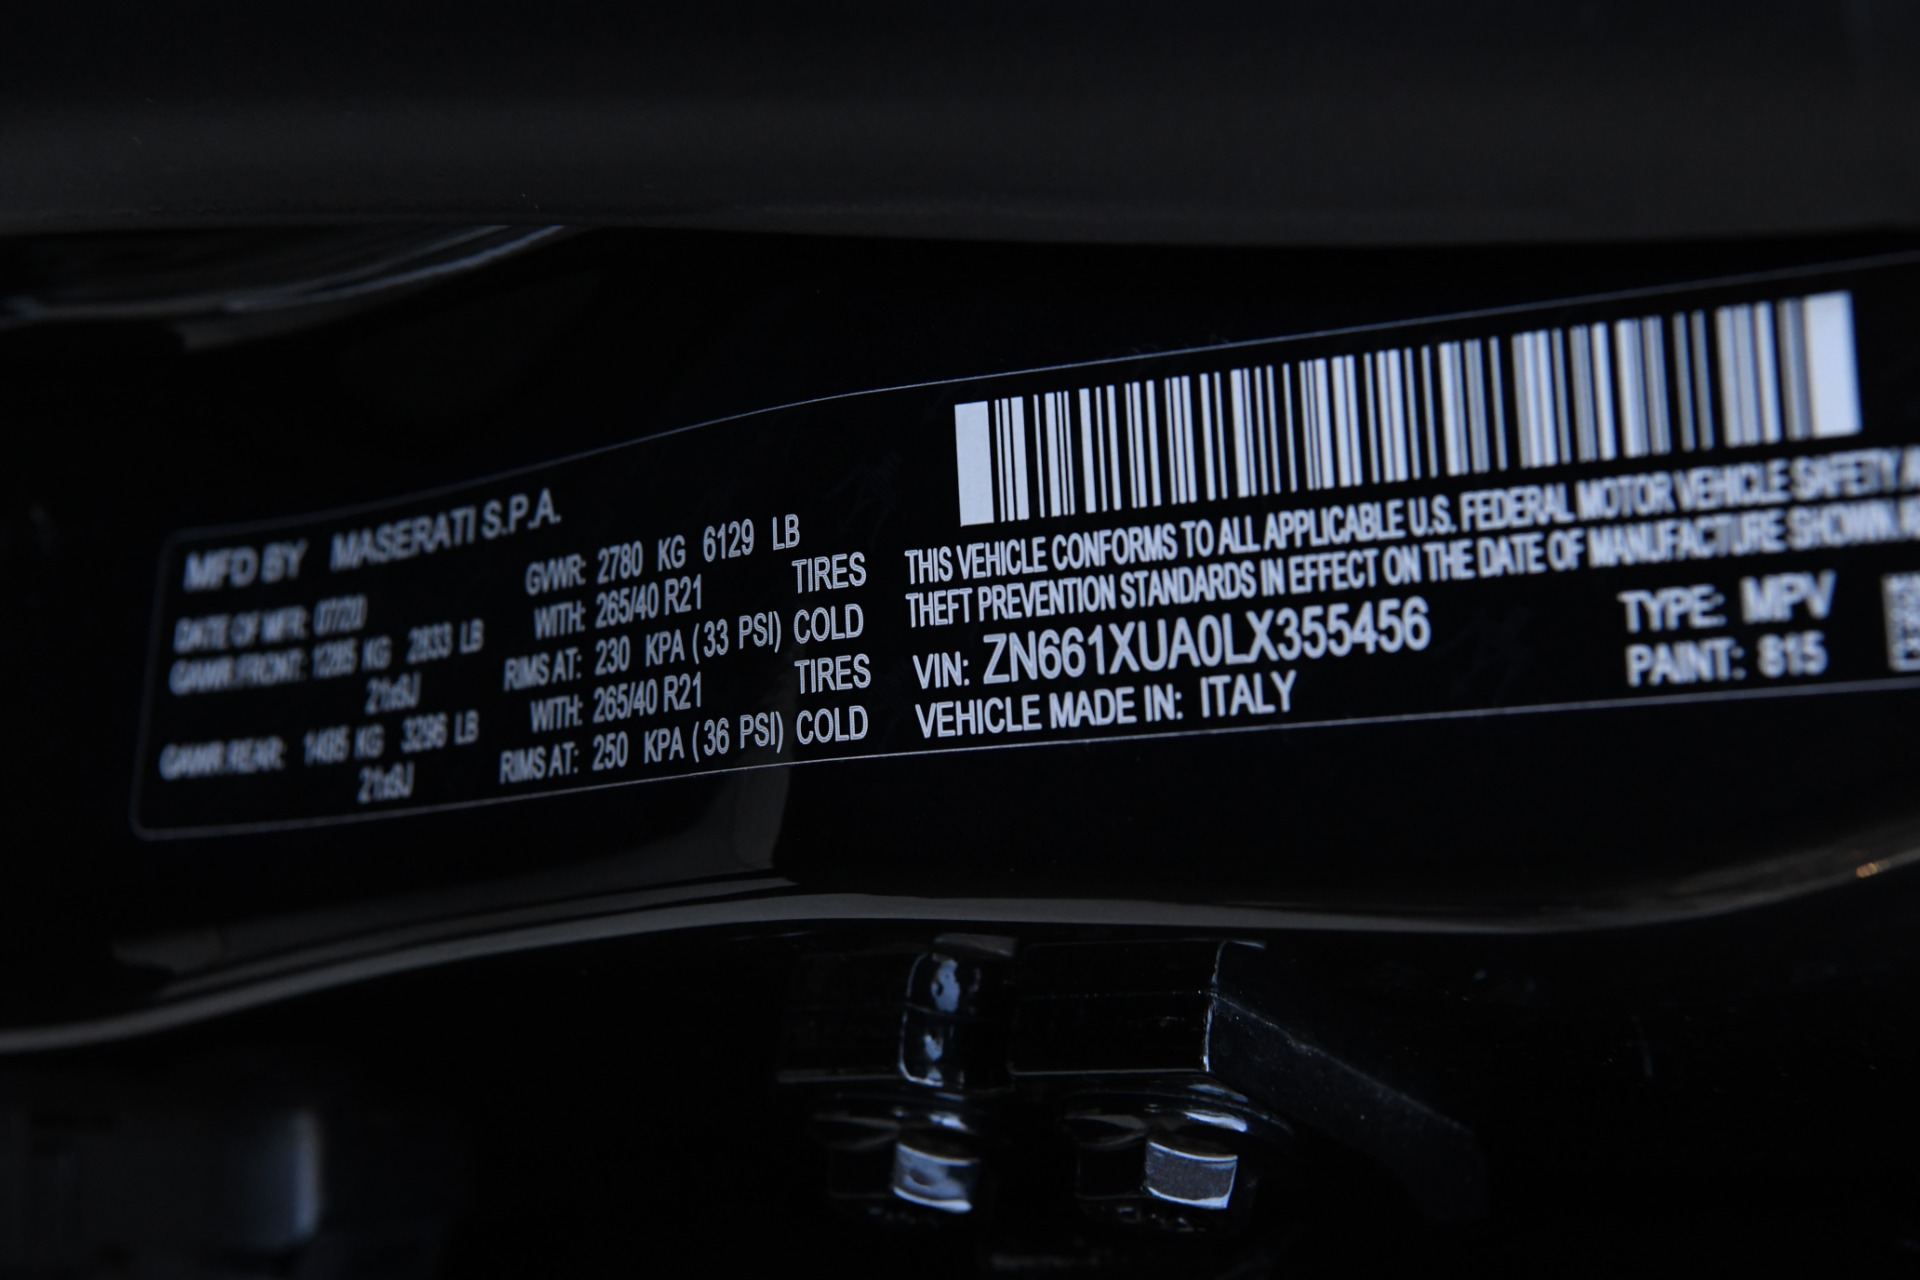 MFD BY MASERATI S.P.A.
DATE OF MFR: 07/20 GVWR: 2780 KG 6129 LB
GAWR FRONT: 1285 KG 2833 LB WITH: 265/40 R21 TIRES
21x9J RIMS AT: 230 KPA (33 PSI) COLD
GAWR REAR: 1495 KG 3296 LB WITH: 265/40 R21 TIRES
21x9J RIMS AT: 250 KPA (36 PSI) COLD
THIS VEHICLE CONFORMS TO ALL APPLICABLE U.S. FEDERAL MOTOR VEHICLE SAFETY
THEFT PREVENTION STANDARDS IN EFFECT ON THE DATE OF MANUFACTURE SHOWN
VIN: ZN661XUA0LX355456 TYPE: MPV
VEHICLE MADE IN: ITALY PAINT: 815